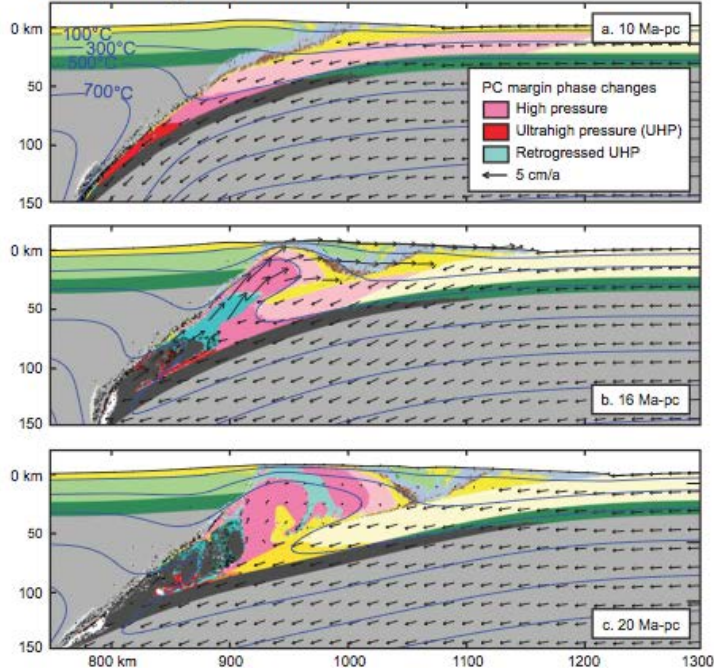 100°C
0 km
300°C
500°C
50
700°C
100
150
a. 10 Ma-pc
PC margin phase changes
High pressure
Ultrahigh pressure (UHP)
Retrogressed UHP
5 cm/a
0 km
50
100
150
b. 16 Ma-pc
0 km
50
100
150
c. 20 Ma-pc
800 km
900
1000
1100
1200
1300